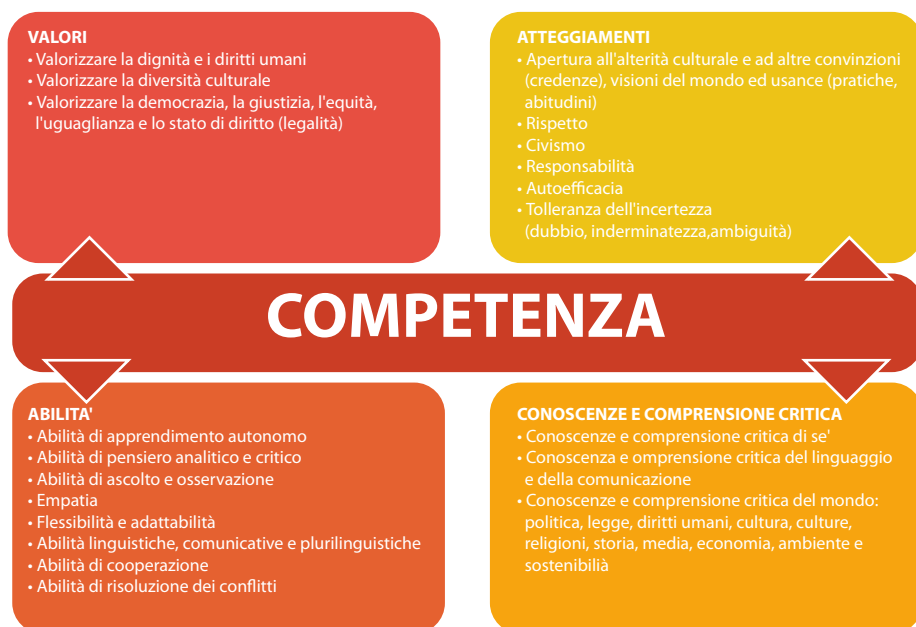 VALORI
• Valorizzare la dignità e i diritti umani
• Valorizzare la diversità culturale
• Valorizzare la democrazia, la giustizia, l'equità,
l'uguaglianza e lo stato di diritto (legalità)
ATTEGGIAMENTI
• Apertura all'alterità culturale e ad altre convinzioni
(credenze), visioni del mondo ed usance (pratiche,
abitudini)
• Rispetto
• Civismo
• Responsabilità
• Autoefficacia
• Tolleranza dell'incertezza
(dubbio, inderminatezza,ambiguità)
COMPETENZA
ABILITA'
• Abilità di apprendimento autonomo
• Abilità di pensiero analitico e critico
• Abilità di ascolto e osservazione
• Empatia
• Flessibilità e adattabilità
• Abilità linguistiche, comunicative e plurilinguistiche
• Abilità di cooperazione
• Abilità di risoluzione dei conflitti
CONOSCENZE E COMPRENSIONE CRITICA
• Conoscenze e comprensione critica di se'
• Conoscenza e omprensione critica del linguaggio
e della comunicazione
• Conoscenze e comprensione critica del mondo:
politica, legge, diritti umani, cultura, culture,
religioni, storia, media, economia, ambiente e
sostenibilià